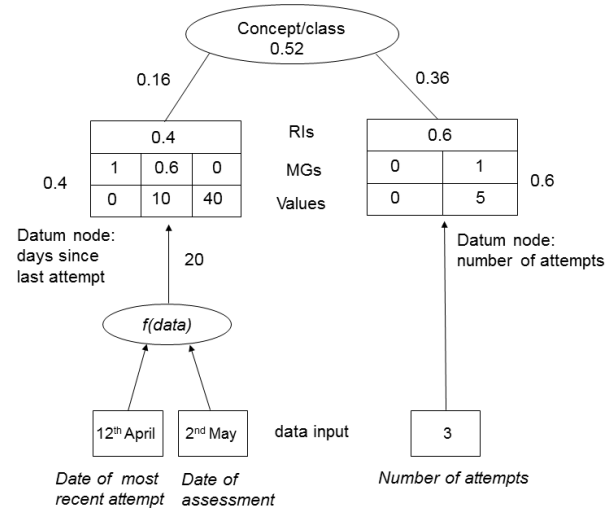 Concept/class
0.52
0.16
0.36
0.4
RIs
0.6
1 0.6 0
MGs
0 1
0.4
0.6
0 10 40
Values
0 5
Datum node:
days since
last attempt
20
Datum node:
number of attempts
f(data)
12th April
2nd May
data input
3
Date of most
recent attempt
Date of
assessment
Number of attempts